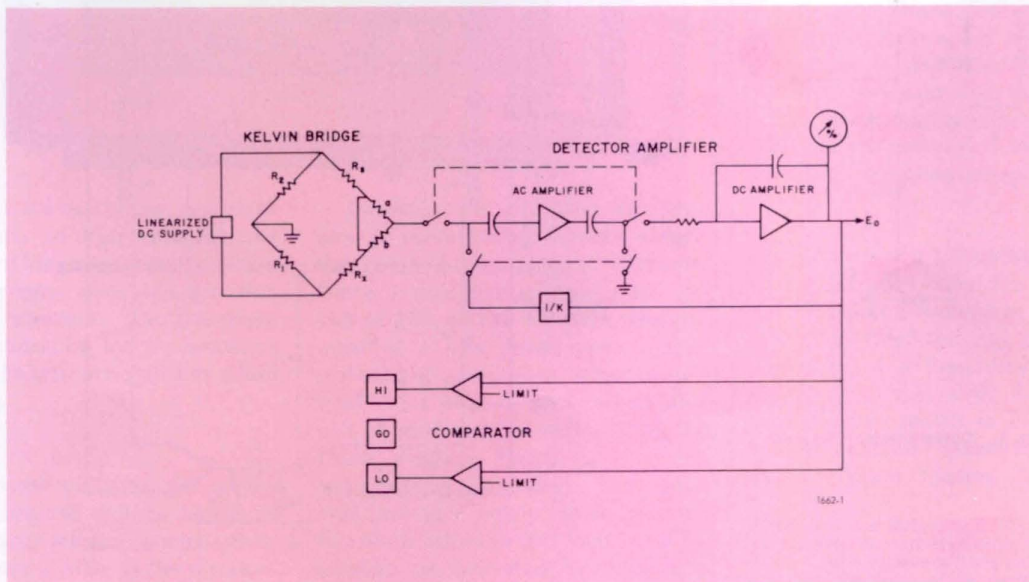 KELVIN BRIDGE
DETECTOR AMPLIFIER
AC AMPLIFIER
DC AMPLIFIER
LINEARIZED
DC SUPPLY
R2
RS
a
b
R1
RX
%
Eo
1/K
HI
LIMIT
GO
COMPARATOR
LO
LIMIT
1662-1